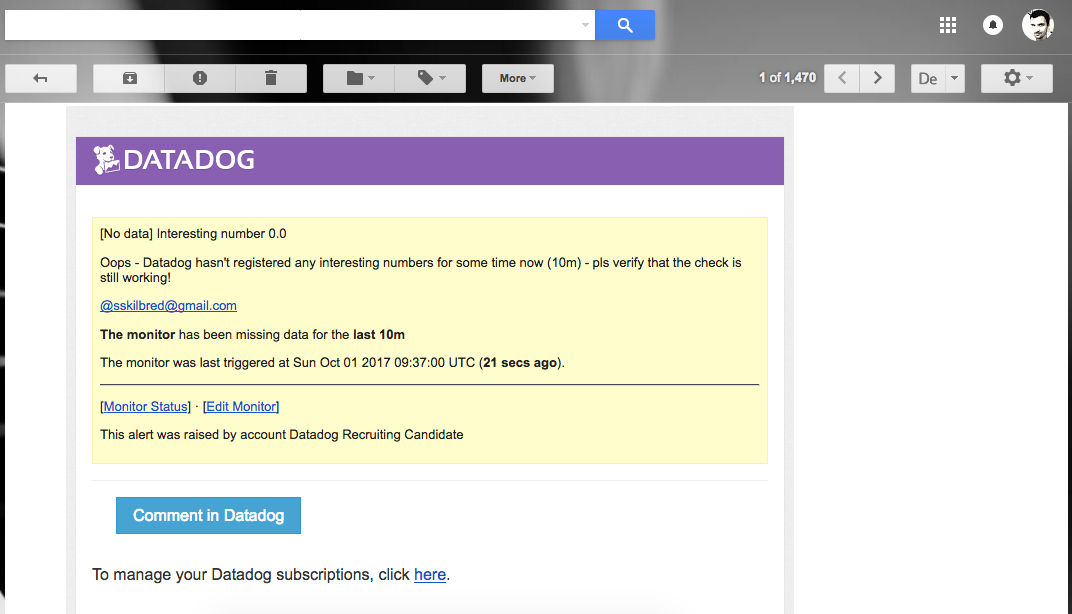 More
1 of 1,470
De
DATADOG
[No data] Interesting number 0.0
Oops - Datadog hasn't registered any interesting numbers for some time now (10m) - pls verify that the check is
still working!
@sskilbred@gmail.com
The monitor has been missing data for the last 10m
The monitor was last triggered at Sun Oct 01 2017 09:37:00 UTC (21 secs ago).
[Monitor Status] · [Edit Monitor]
This alert was raised by account Datadog Recruiting Candidate
Comment in Datadog
To manage your Datadog subscriptions, click here.